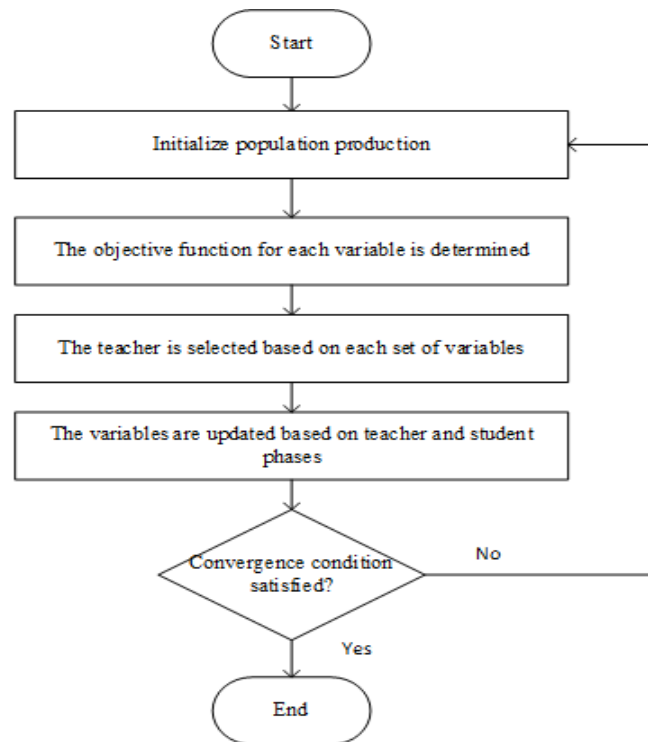 Start
Initialize population production
The objective function for each variable is determined
The teacher is selected based on each set of variables
The variables are updated based on teacher and student
phases
Convergence condition
satisfied?
No
Yes
End